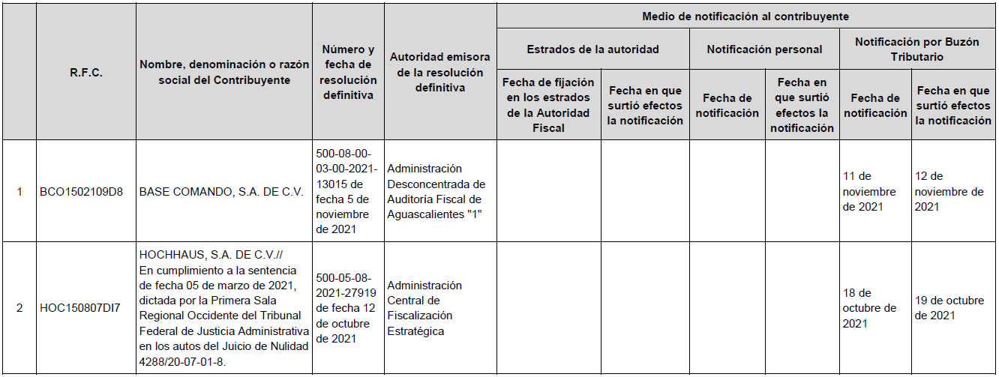 Medio de notificación al contribuyente
R.F.C.
Nombre, denominación o razón
social del Contribuyente
Número y
fecha de
resolución
definitiva
Autoridad emisora
de la resolución
definitiva
Estrados de la autoridad
Notificación personal
Notificación por Buzón
Tributario
Fecha de fijación
en los estrados
de la Autoridad
Fiscal
Fecha en que
surtió efectos
la notificación
Fecha de
notificación
Fecha en
que surtió
efectos la
notificación
Fecha de
notificación
Fecha en que
surtió efectos
la notificación
1
BCO1502109D8
BASE COMANDO, S.A. DE C.V.
500-08-00-
03-00-2021-
13015 de
fecha 5 de
noviembre
de 2021
Administración
Desconcentrada de
Auditoría Fiscal de
Aguascalientes "1"
11 de
noviembre
de 2021
12 de
noviembre de
2021
2
HOC150807DI7
HOCHHAUS, S.A. DE C.V.//
En cumplimiento a la sentencia
de fecha 05 de marzo de 2021,
dictada por la Primera Sala
Regional Occidente del Tribunal
Federal de Justicia Administrativa
en los autos del Juicio de Nulidad
4288/20-07-01-8.
500-05-08-
2021-27919
de fecha 12
de octubre
de 2021
Administración
Central de
Fiscalización
Estratégica
18 de
octubre de
2021
19 de octubre
de 2021